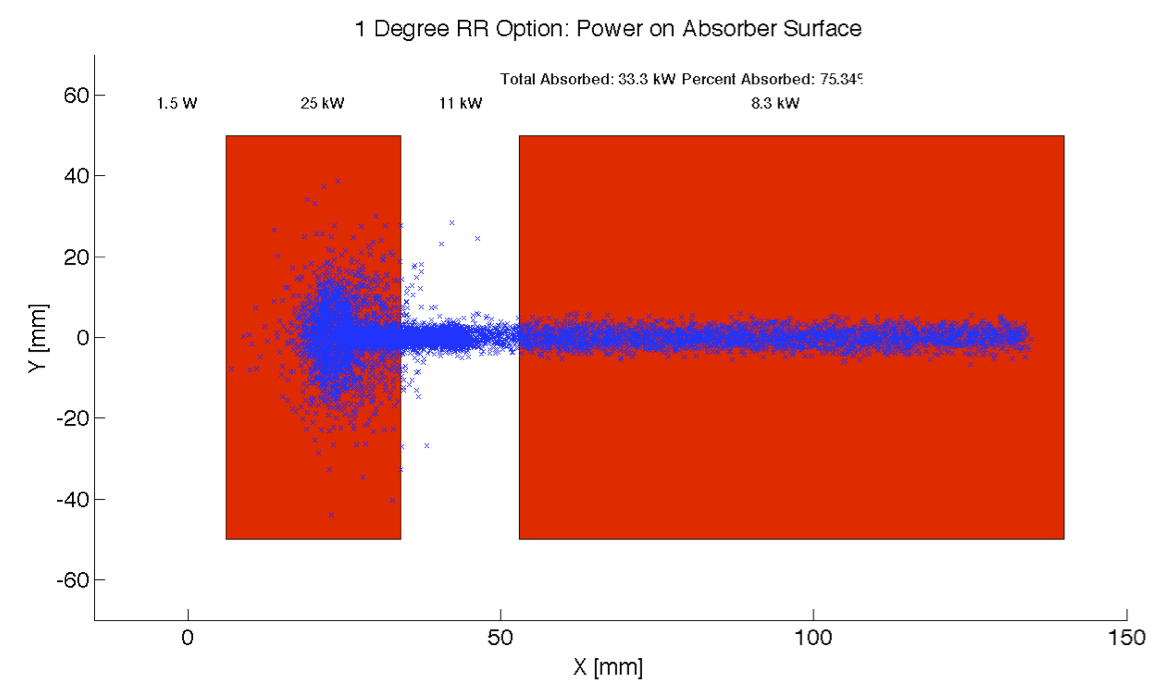 1 Degree RR Option: Power on Absorber Surface
Total Absorbed: 33.3 kW Percent Absorbed: 75.34
1.5 W 25 kW 11 kW 8.3 kW
60
40
20
0
-20
-40
-60
Y [mm]
0 50 100 150
X [mm]